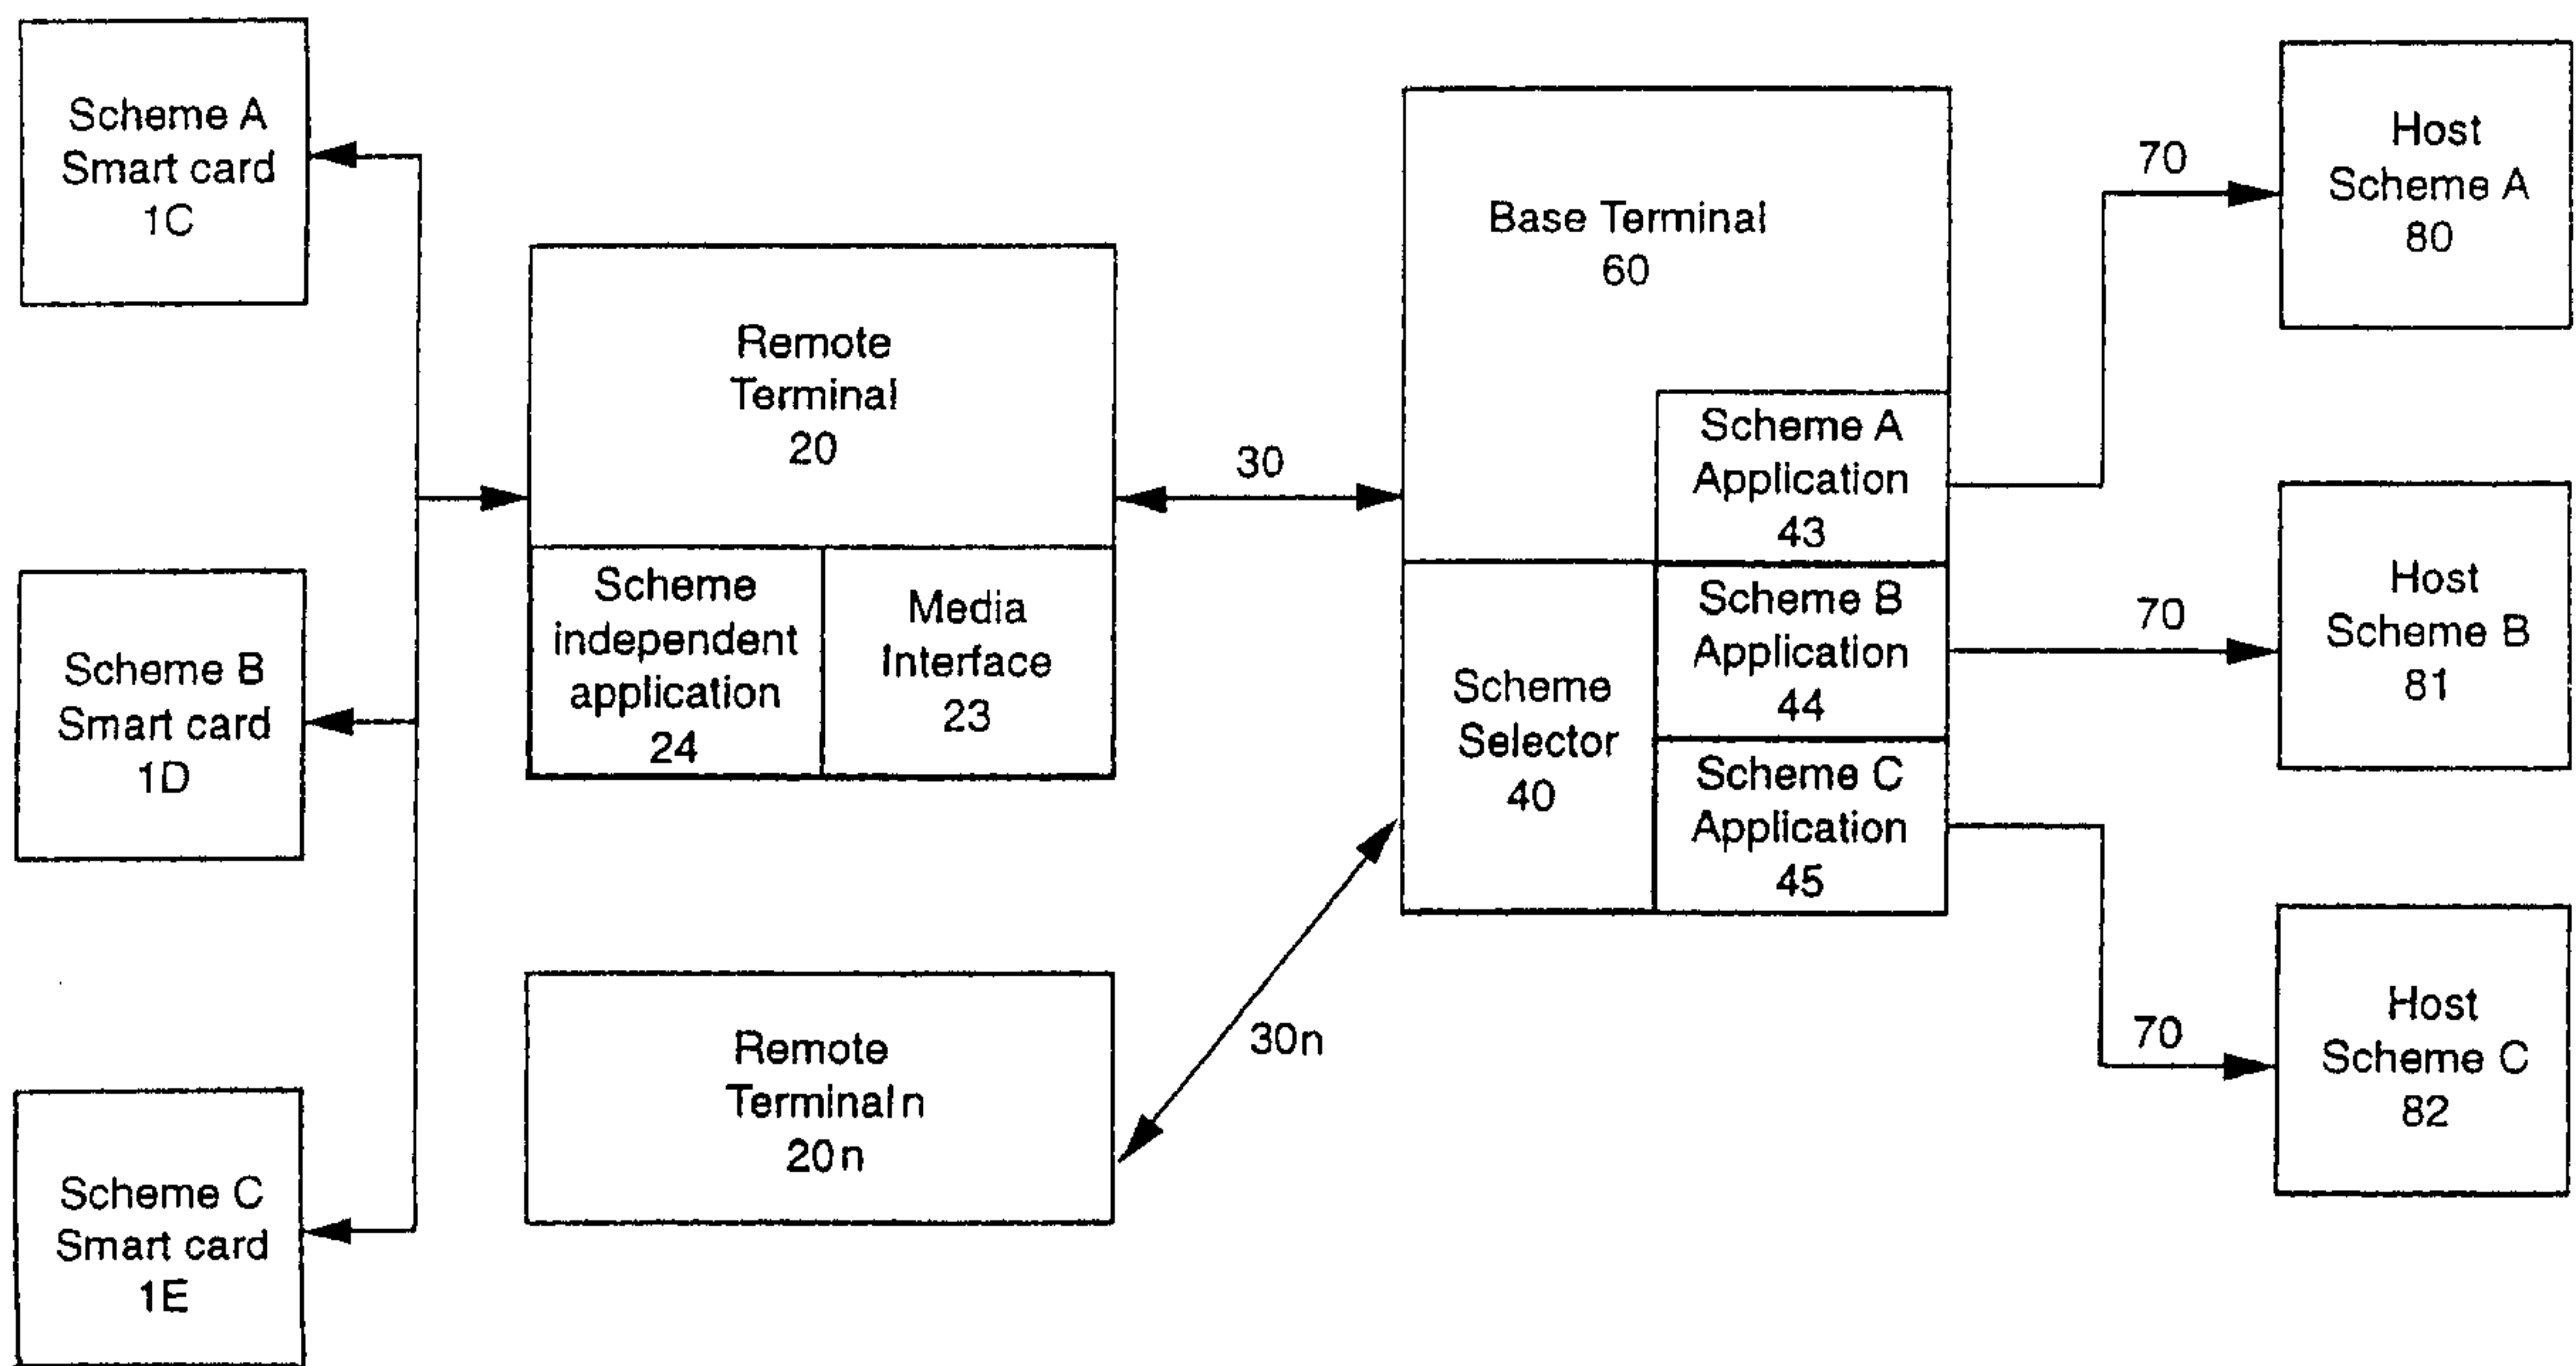 Scheme A
Smart card
1C
Scheme B
Smart card
1D
Scheme C
Smart card
1E
Remote
Terminal
20
Scheme
independent
application
24
Media
Interface
23
Remote
Terminal n
20n
30
30n
Base Terminal
60
Scheme A
Application
43
Scheme B
Application
44
Scheme C
Application
45
Scheme
Selector
40
70
70
70
Host
Scheme A
80
Host
Scheme B
81
Host
Scheme C
82